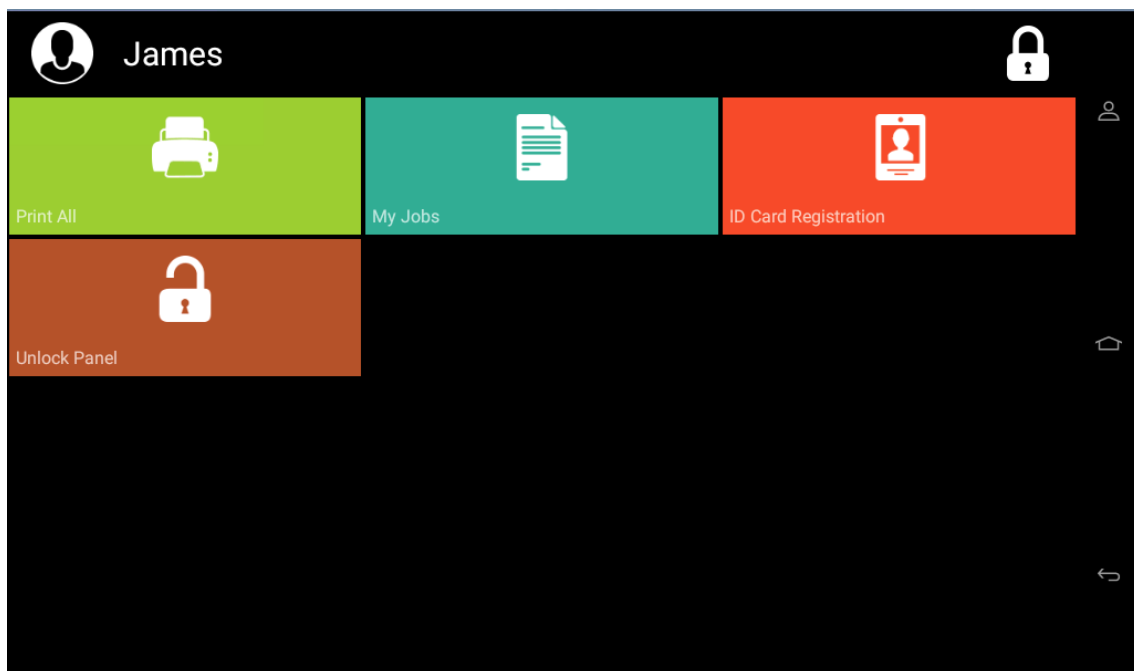 James
Print All
My Jobs
ID Card Registration
Unlock Panel